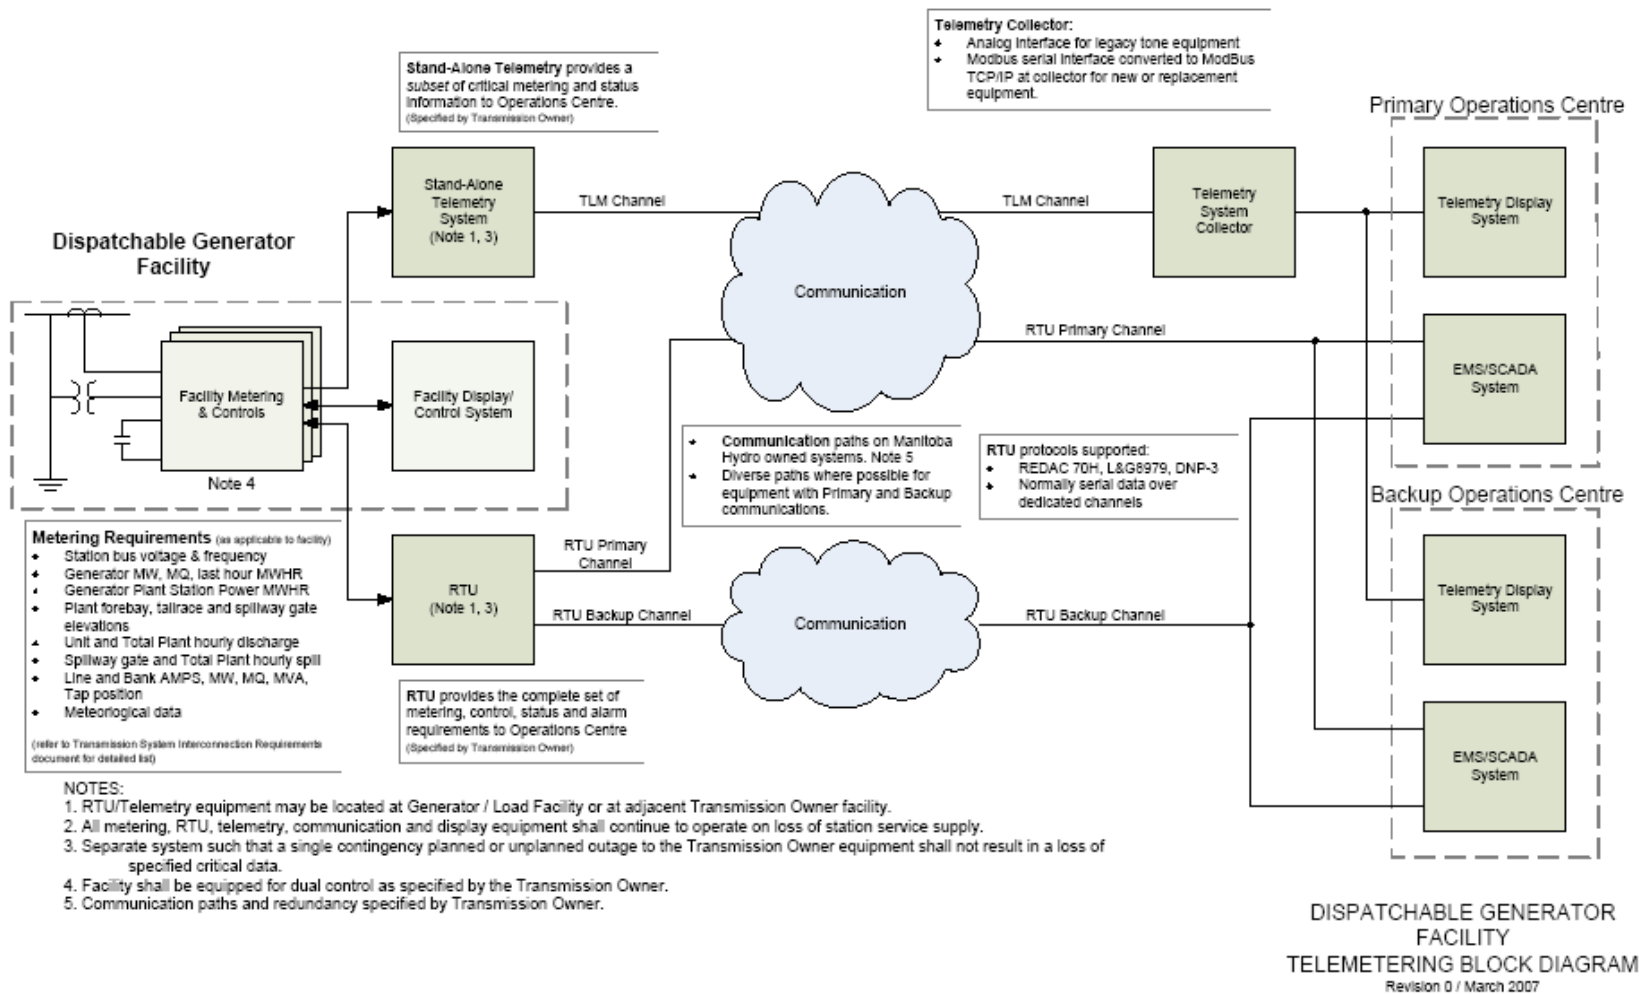 Telemetry Collector:
Analog Interface for legacy tone equipment
Modbus serial Interface converted to ModBus
TCP/IP at collector for new or replacement
equipment.
Stand-Alone Telemetry provides a
subset of critical metering and status
Information to Operations Centre.
(Specified by Transmission Owner)
Primary Operations Centre
Stand-Alone
Telemetry
System
(Note 1, 3)
TLM Channel
Communication
TLM Channel
Telemetry
System
Collector
Telemetry Display
System
Dispatchable Generator
Facility
RTU Primary Channel
EMS/SCADA
System
Facility Metering
& Controls
Note 4
Facility Display/
Control System
Communication paths on Manitoba
Hydro owned systems. Note 5
Diverse paths where possible for
equipment with Primary and Backup
communications.
RTU protocols supported:
REDAC 70H, L&G8979, DNP-3
Normally serial data over
dedicated channels
Backup Operations Centre
Metering Requirements (as applicable to facility)
Station bus voltage & frequency
Generator MW, MQ, last hour MWHR
Generator Plant Station Power MWHR
Plant forebay, tailrace and spillway gate
elevations
Unit and Total Plant hourly discharge
Spillway gate and Total Plant hourly spill
Line and Bank AMPS, MW, MQ, MVA,
Tap position
Meteorlogical data
(refer to Transmission System Interconnection Requirements
document for detailed list)
RTU
(Note 1, 3)
RTU Primary
Channel
RTU Backup Channel
Communication
RTU Backup Channel
Telemetry Display
System
RTU provides the complete set of
metering, control, status and alarm
requirements to Operations Centre
(Specified by Transmission Owner)
EMS/SCADA
System
NOTES:
1. RTU/Telemetry equipment may be located at Generator / Load Facility or at adjacent Transmission Owner facility.
2. All metering, RTU, telemetry, communication and display equipment shall continue to operate on loss of station service supply.
3. Separate system such that a single contingency planned or unplanned outage to the Transmission Owner equipment shall not result in a loss of
specified critical data.
4. Facility shall be equipped for dual control as specified by the Transmission Owner.
5. Communication paths and redundancy specified by Transmission Owner.
DISPATCHABLE GENERATOR
FACILITY
TELEMETERING BLOCK DIAGRAM
Revision 0 / March 2007